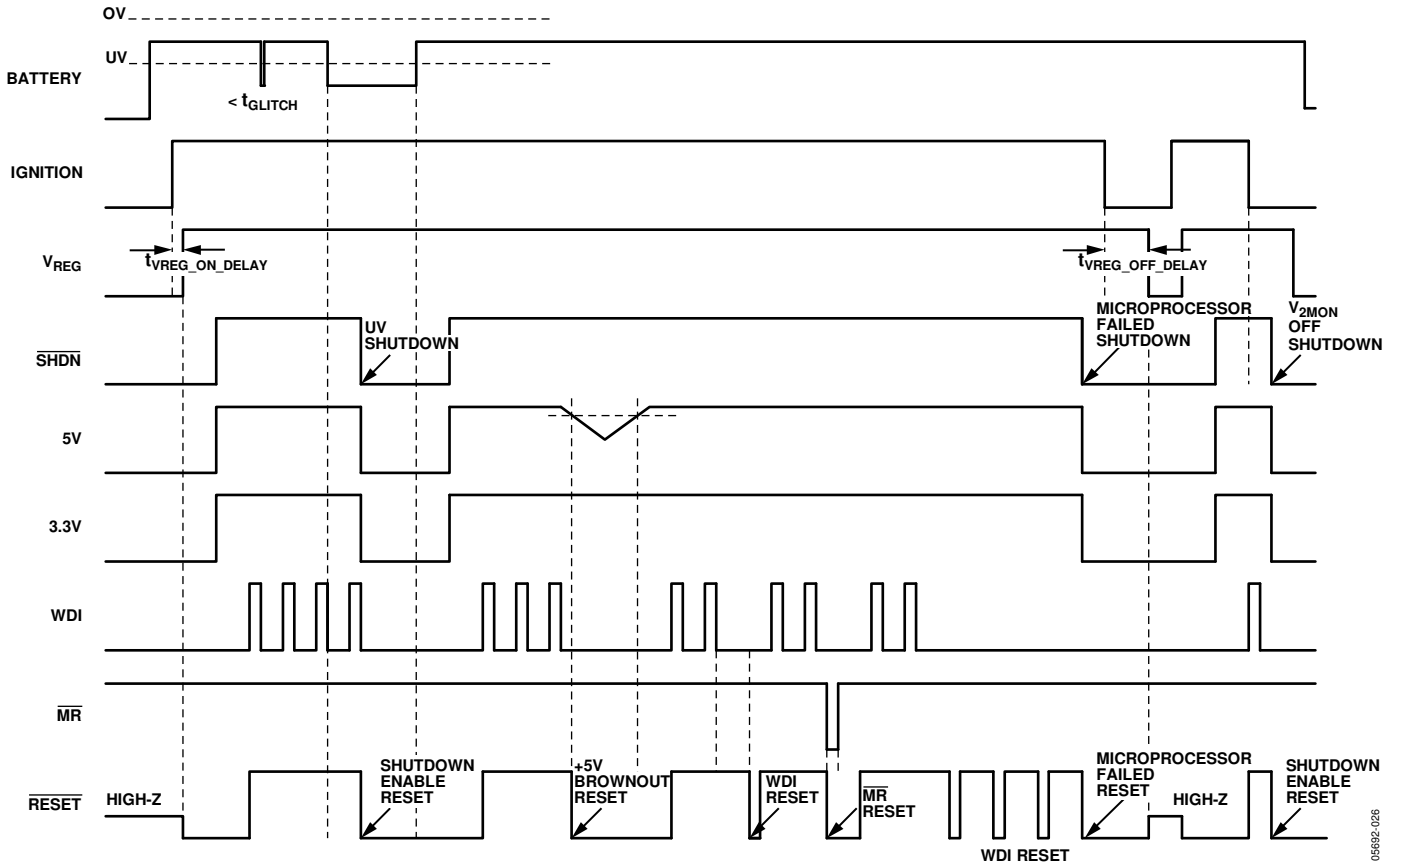 OV
UV
BATTERY
< tGLITCH
IGNITION
VREG
tVREG_ON_DELAY
tVREG_OFF_DELAY
SHDN
UV
SHUTDOWN
MICROPROCESSOR
FAILED
SHUTDOWN
V2MON
OFF
SHUTDOWN
5V
3.3V
WDI
MR
RESET
HIGH-Z
SHUTDOWN
ENABLE
RESET
+5V
BROWNOUT
RESET
WDI
RESET
MR
RESET
WDI RESET
MICROPROCESSOR
FAILED
RESET
HIGH-Z
SHUTDOWN
ENABLE
RESET
05692-026